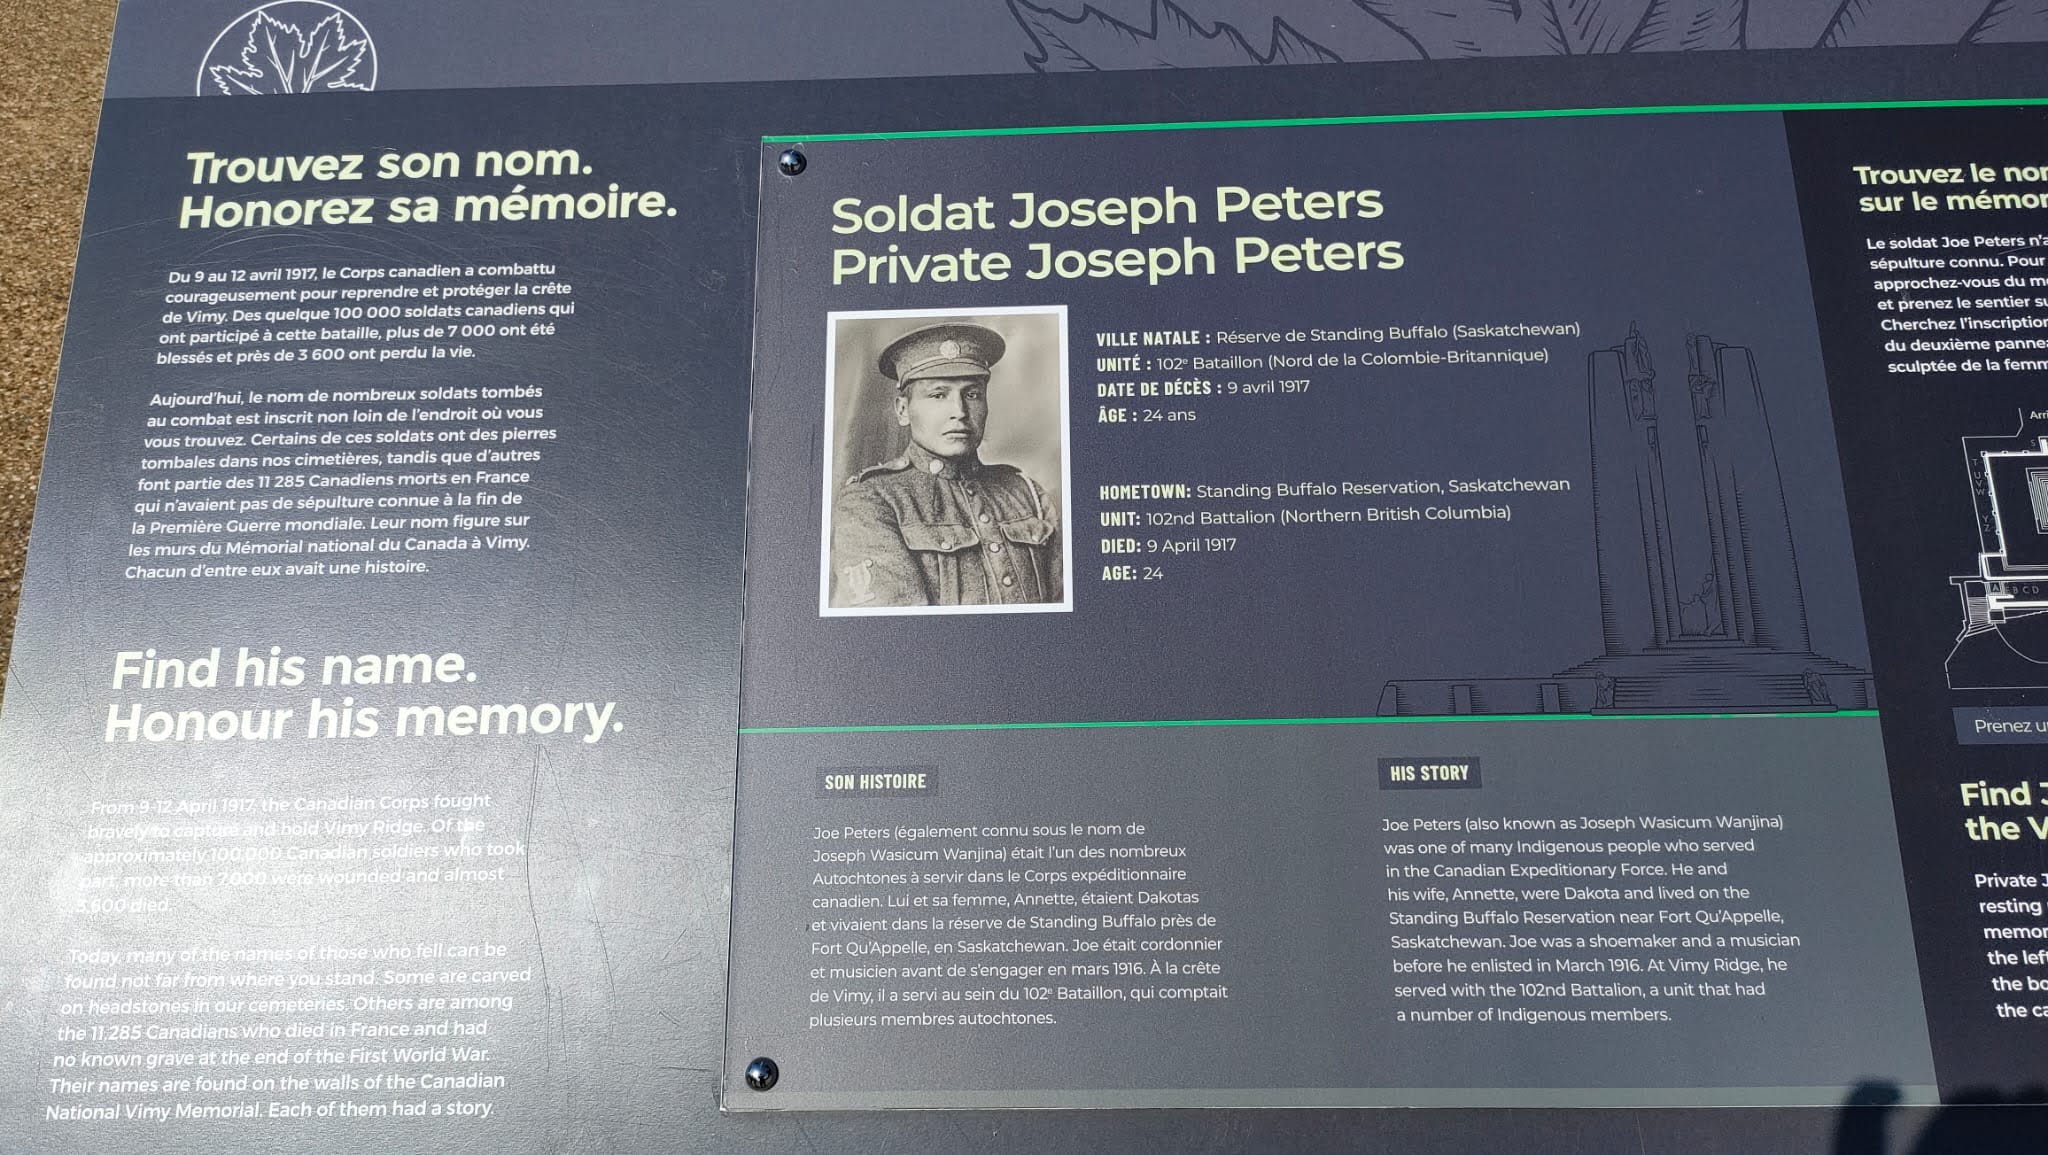 Trouvez son nom.
Honorez sa mémoire.
Du 9 au 12 avril 1917, le Corps canadien a combattu
courageusement pour reprendre et protéger la crête
de Vimy. Des quelque 100 000 soldats canadiens qui
ont participé à cette bataille, plus de 7 000 ont été
blessés et près de 3 600 ont perdu la vie.
Aujourd'hui, le nom de nombreux soldats tombés
au combat est inscrit non loin de l'endroit où vous
vous trouvez. Certains de ces soldats ont des pierres
tombales dans nos cimetières, tandis que d'autres
font partie des 11 285 Canadiens morts en France
qui n'avaient pas de sépulture connue à la fin de
la Première Guerre mondiale. Leur nom figure sur
les murs du Mémorial national du Canada à Vimy.
Chacun d'entre eux avait une histoire.
Find his name.
Honour his memory.
From 9-12 April 1917, the Canadian Corps fought
bravely to capture and hold Vimy Ridge. Of the
approximately 100,000 Canadian soldiers who took
part, more than 7,000 were wounded and almost
3,600 died.
Today, many of the names of those who fell can be
found not far from where you stand. Some are carved
on headstones in our cemeteries. Others are among
the 11,285 Canadians who died in France and had
no known grave at the end of the First World War.
Their names are found on the walls of the Canadian
National Vimy Memorial. Each of them had a story.
Soldat Joseph Peters
Private Joseph Peters
VILLE NATALE : Réserve de Standing Buffalo (Saskatchewan)
UNITÉ : 102e Bataillon (Nord de la Colombie-Britannique)
DATE DE DÉCÈS : 9 avril 1917
ÂGE : 24 ans
HOMETOWN: Standing Buffalo Reservation, Saskatchewan
UNIT: 102nd Battalion (Northern British Columbia)
DIED: 9 April 1917
AGE: 24
SON HISTOIRE
Joe Peters (également connu sous le nom de
Joseph Wasicum Wanjina) était l'un des nombreux
Autochtones à servir dans le Corps expéditionnaire
canadien. Lui et sa femme, Annette, étaient Dakotas
et vivaient dans la réserve de Standing Buffalo près de
Fort Qu'Appelle, en Saskatchewan. Joe était cordonnier
et musicien avant de s'engager en mars 1916. À la crête
de Vimy, il a servi au sein du 102e Bataillon, qui comptait
plusieurs membres autochtones.
HIS STORY
Joe Peters (also known as Joseph Wasicum Wanjina)
was one of many Indigenous people who served
in the Canadian Expeditionary Force. He and
his wife, Annette, were Dakota and lived on the
Standing Buffalo Reservation near Fort Qu'Appelle,
Saskatchewan. Joe was a shoemaker and a musician
before he enlisted in March 1916. At Vimy Ridge, he
served with the 102nd Battalion, a unit that had
a number of Indigenous members.
Trouvez le
sur le
Le soldat Joe Peters
sépulture connu. Pour
approchez-vous du
et prenez le sentier
Cherchez l'inscription
du deuxième
sculptée de la
Prenez
Find
the
Private
resting
the
the
the